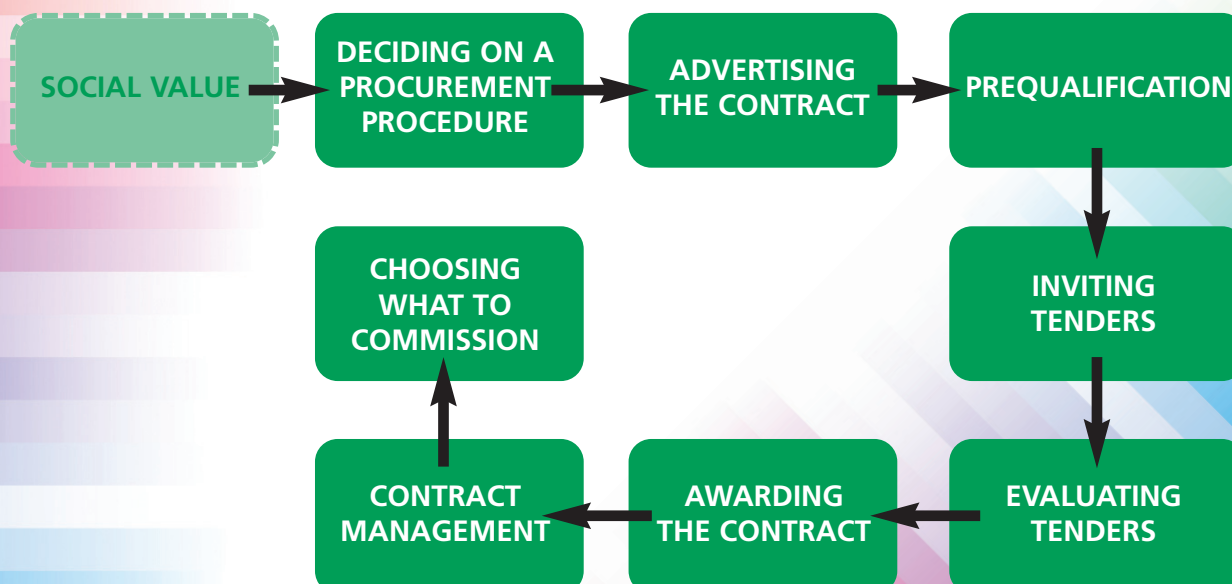 SOCIAL VALUE
DECIDING ON A
PROCUREMENT
PROCEDURE
ADVERTISING
THE CONTRACT
PREQUALIFICATION
INVITING
TENDERS
EVALUATING
TENDERS
AWARDING
THE CONTRACT
CONTRACT
MANAGEMENT
CHOOSING
WHAT TO
COMMISSION